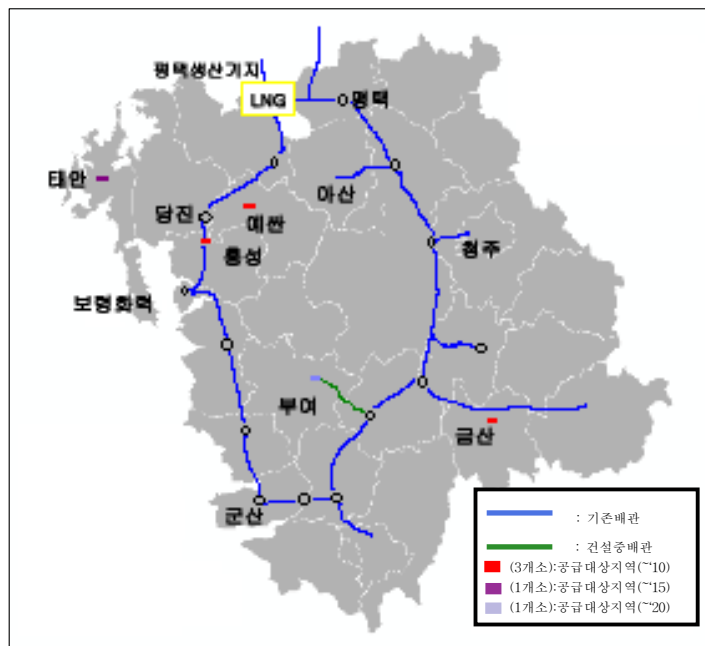 평택생산기지
LNG
평택
태안
아산
당진
예싼
홍성
청주
보령화력
부여
금산
군산
: 기존배관
: 건설중배관
(3개소):공급대상지역(~'10)
(1개소):공급대상지역(~'15)
(1개소):공급대상지역(~'20)